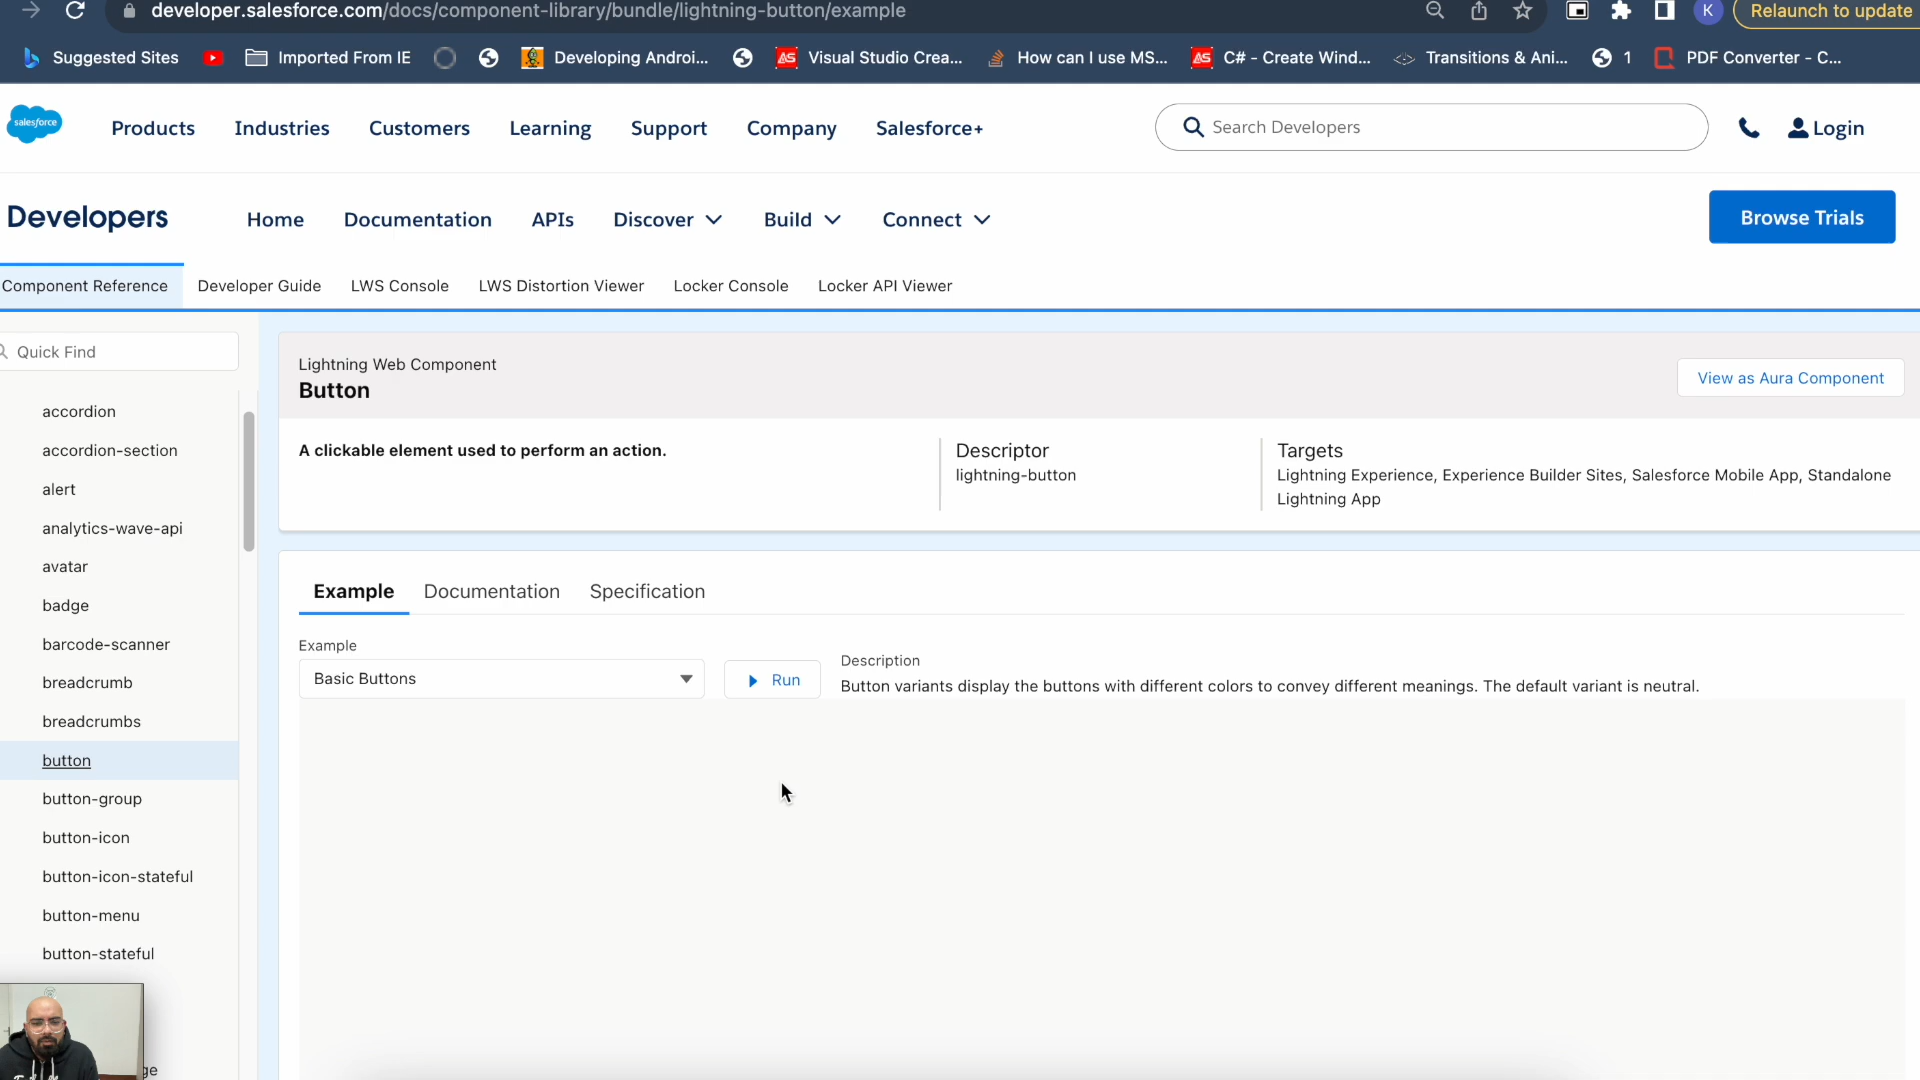 developer.salesforce.com/docs/component-library/bundle/lightning-button/example
K
Relaunch to update
Suggested Sites
Imported From IE
Developing Androi...
Visual Studio Crea...
How can I use MS...
C# - Create Wind...
Transitions & Ani...
1
PDF Converter - C...
salesforce
Products
Industries
Customers
Learning
Support
Company
Salesforce+
Search Developers
Login
Developers
Home
Documentation
APIs
Discover
Build
Connect
Browse Trials
Component Reference
Developer Guide
LWS Console
LWS Distortion Viewer
Locker Console
Locker API Viewer
Quick Find
accordion
accordion-section
alert
analytics-wave-api
avatar
badge
barcode-scanner
breadcrumb
breadcrumbs
button
button-group
button-icon
button-icon-stateful
button-menu
button-stateful
ge
Lightning Web Component
Button
View as Aura Component
A clickable element used to perform an action.
Descriptor
lightning-button
Targets
Lightning Experience, Experience Builder Sites, Salesforce Mobile App, Standalone
Lightning App
Example
Documentation
Specification
Example
Basic Buttons
Run
Description
Button variants display the buttons with different colors to convey different meanings. The default variant is neutral.